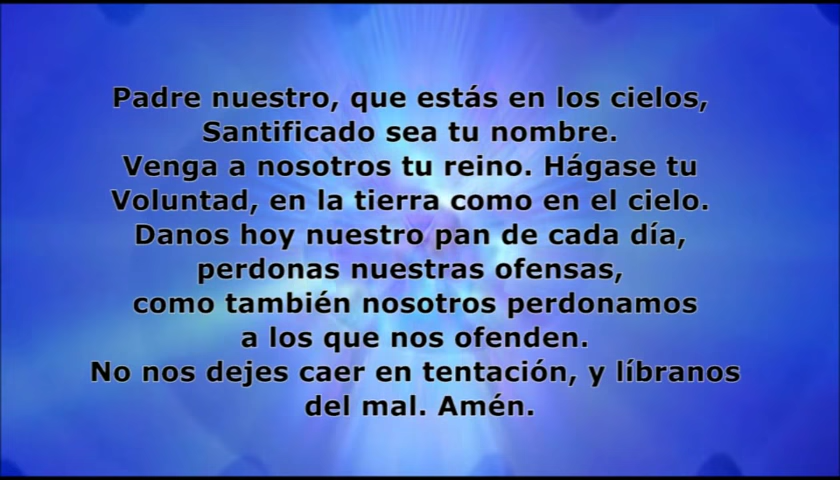 Padre nuestro, que estás en los cielos,
Santificado sea tu nombre.
Venga a nosotros tu reino. Hágase tu
Voluntad, en la tierra como en el cielo.
Danos hoy nuestro pan de cada día,
perdonas nuestras ofensas,
como también nosotros perdonamos
a los que nos ofenden.
No nos dejes caer en tentación, y líbranos
del mal. Amén.